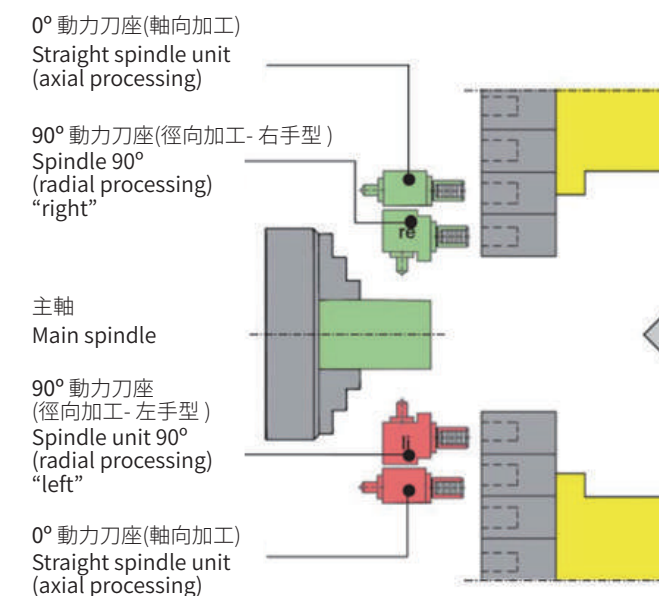 0º 動力刀座(軸向加工)
Straight spindle unit
(axial processing)
90º 動力刀座(徑向加工- 右手型 )
Spindle 90º
(radial processing)
“right”
re
主軸
Main spindle
90º 動力刀座
(徑向加工- 左手型 )
Spindle unit 90º
(radial processing)
“left”
li
0º 動力刀座(軸向加工)
Straight spindle unit
(axial processing)